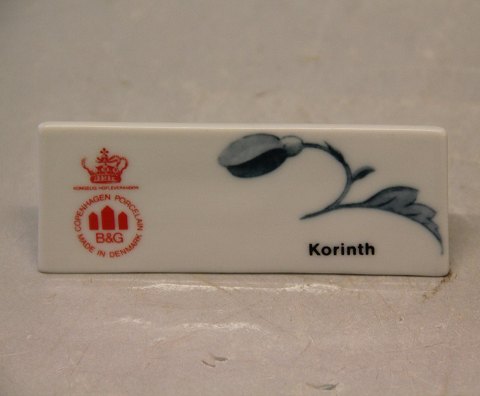 KONGELIG HOFLEVERANDØR
COPENHAGEN PORCELAIN
B&G
MADE IN DENMARK
Korinth